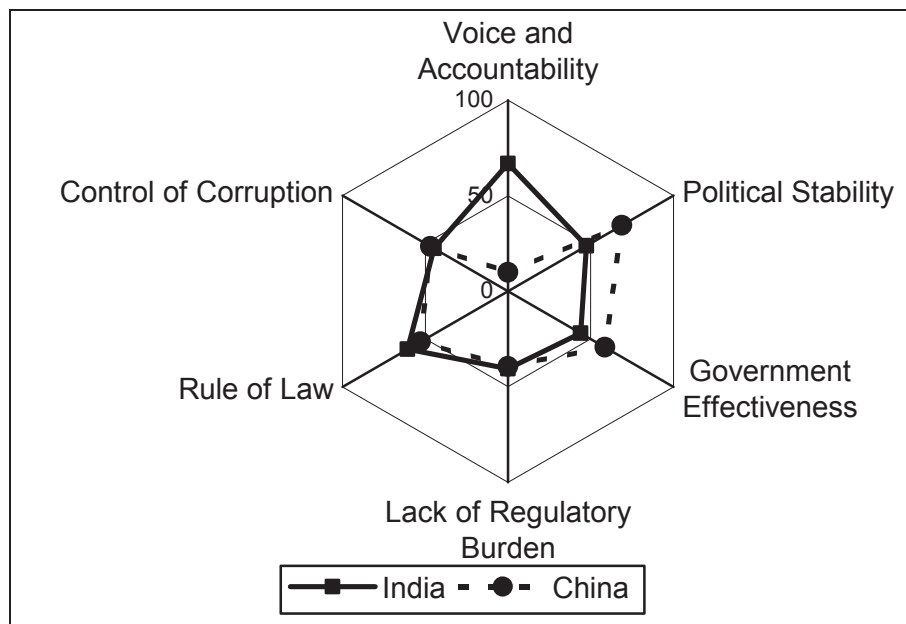 Voice and
Accountability
100
Control of Corruption
50
Political Stability
0
Rule of Law
Government
Effectiveness
Lack of Regulatory
Burden
India
China